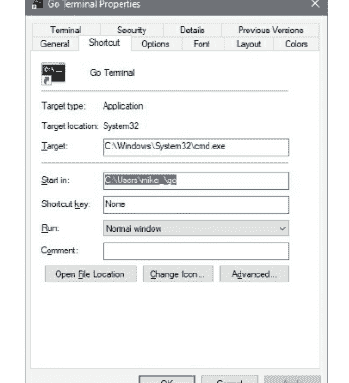 Go Terminal Properties
Terminal Security Details Previous Versions
General Shortcut Options Font Layout Colors
Go Terminal
Target type: Application
Target location: System32
Target: C:\Windows\System32\cmd.exe
Start in: C:\Users\mike_\go
Shortcut key: None
Run: Normal window
Comment:
Open File Location Change Icon... Advanced...